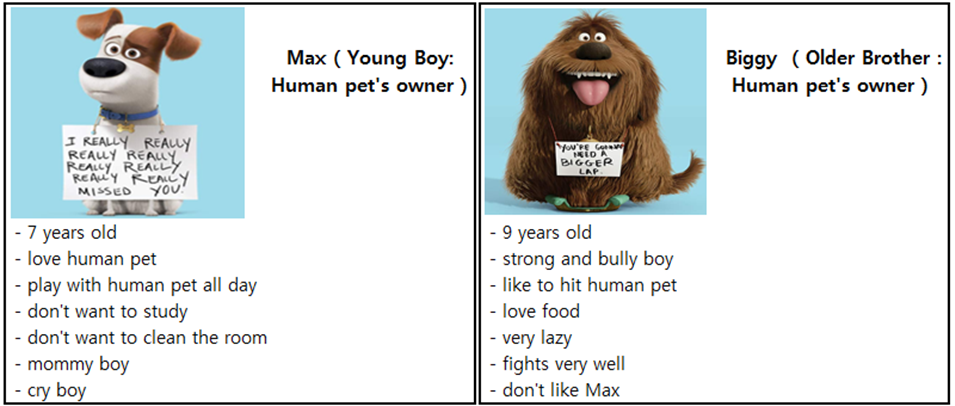 Max ( Young Boy:
Human pet's owner )
I REALLY REALLY
REALLY REALLY
REALLY REALLY
REALLY REALLY
MISSED YOU!
- 7 years old
- love human pet
- play with human pet all day
- don't want to study
- don't want to clean the room
- mommy boy
- cry boy
Biggy ( Older Brother :
Human pet's owner )
YOU'RE GONNA
NEED A
BIGGER
LAP.
- 9 years old
- strong and bully boy
- like to hit human pet
- love food
- very lazy
- fights very well
- don't like Max